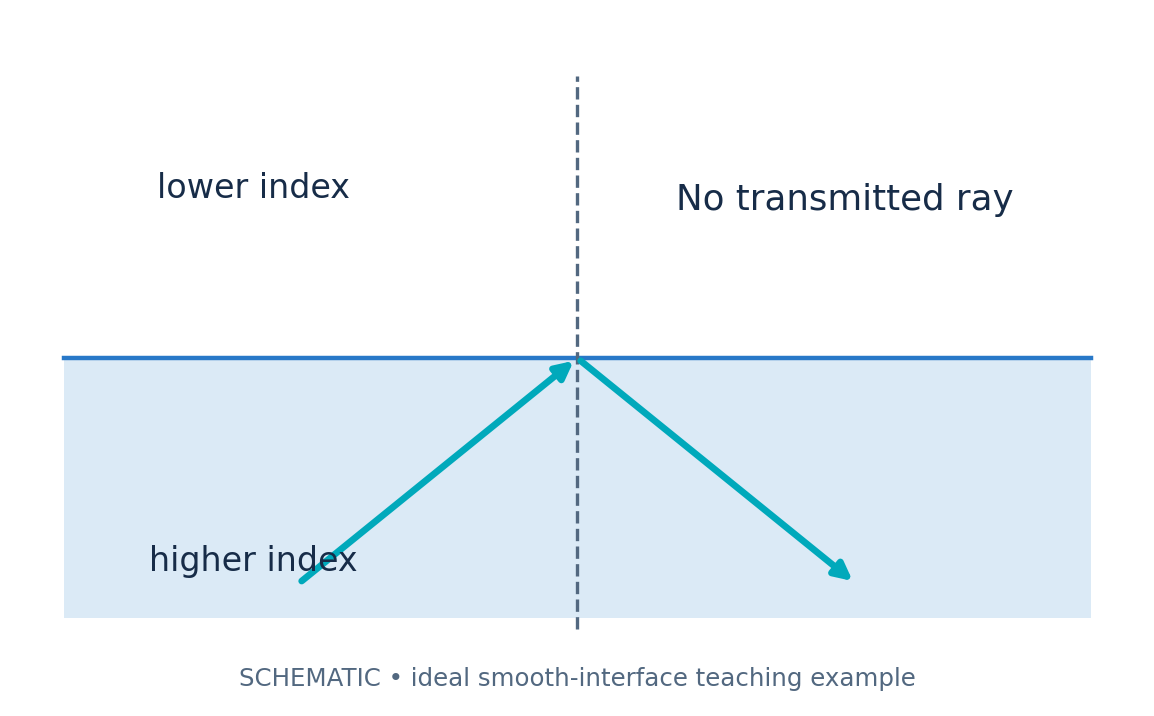 lower index
No transmitted ray
higher index
SCHEMATIC • ideal smooth-interface teaching example